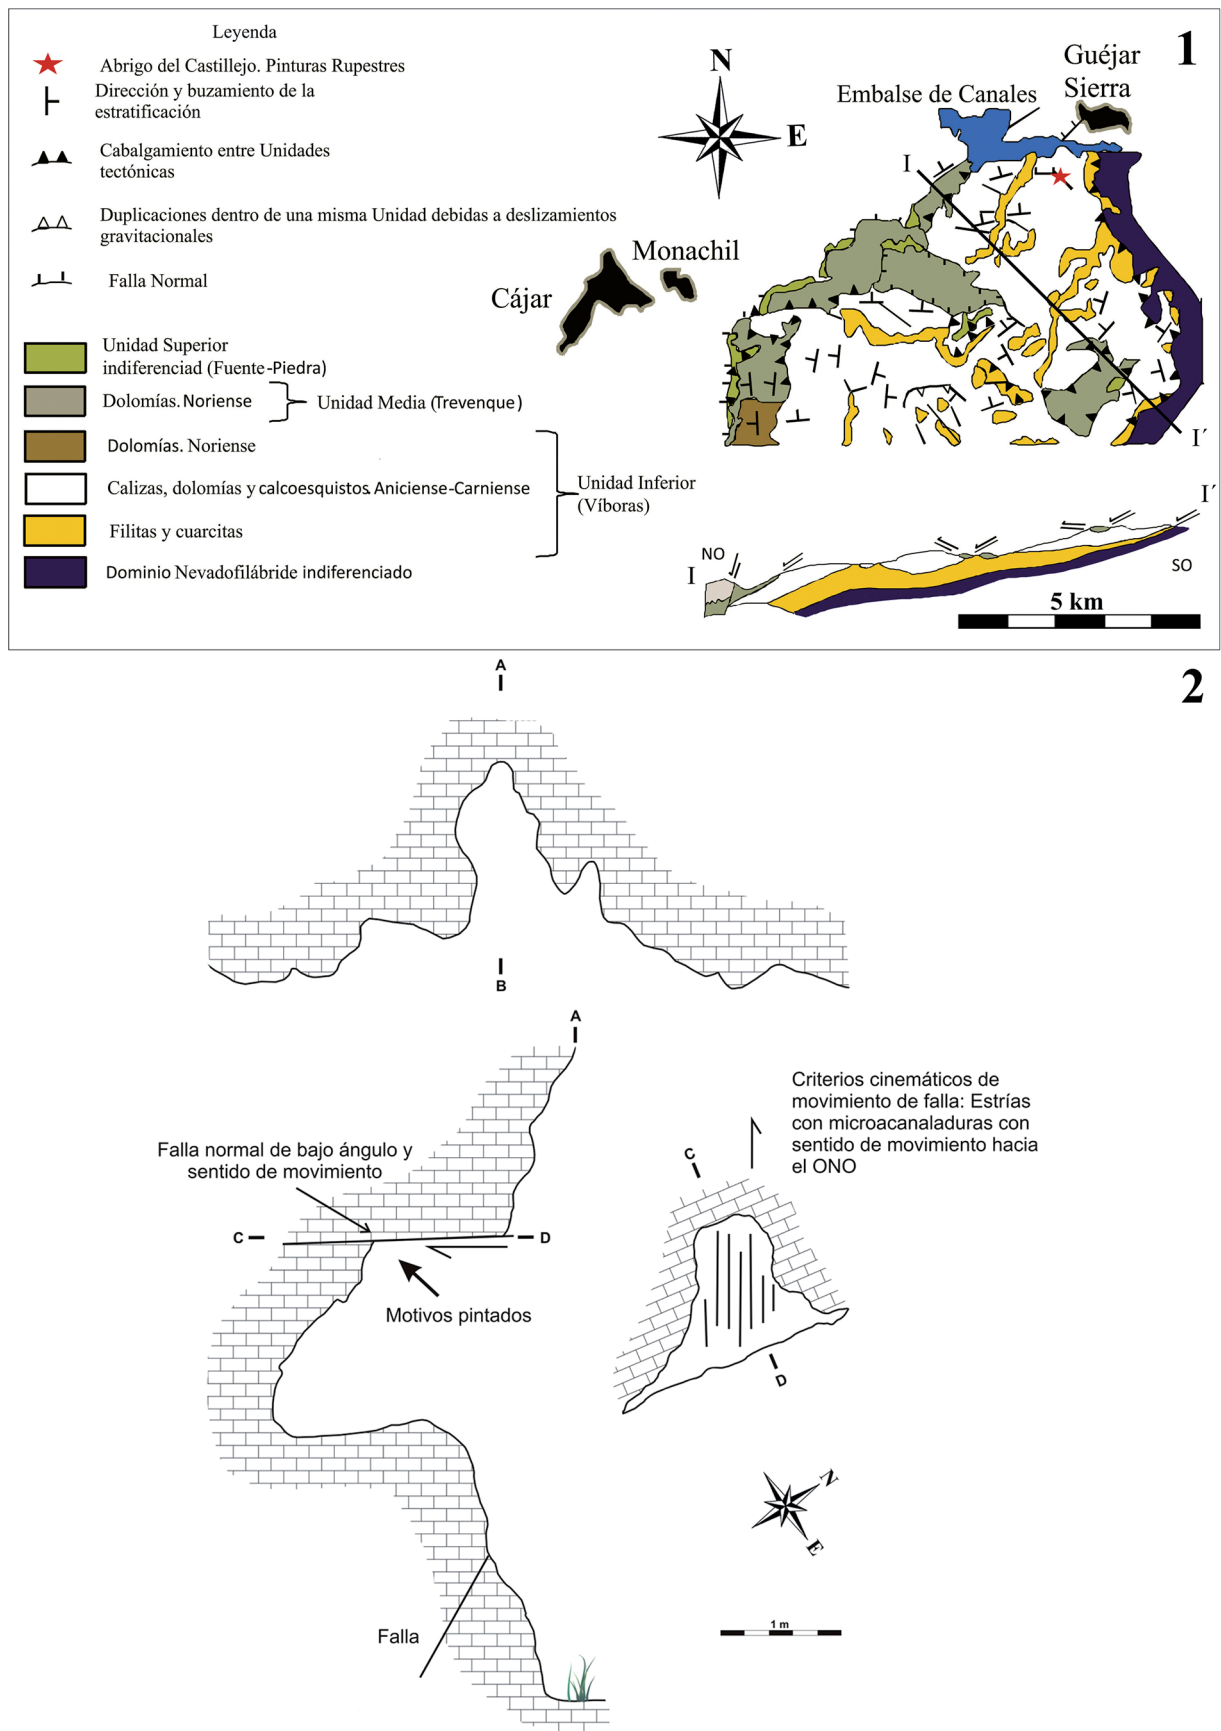 1
Leyenda
Abrigo del Castillejo. Pinturas Rupestres
Dirección y buzamiento de la
estratificación
Cabalgamiento entre Unidades
tectónicas
Duplicaciones dentro de una misma Unidad debidas a deslizamientos
gravitacionales
Falla Normal
Unidad Superior
indiferenciad (Fuente-Piedra)
Dolomías. Noriense
Unidad Media (Trevenque)
Dolomías. Noriense
Calizas, dolomías y calcoesquistos. Aniciense-Carniense
Unidad Inferior
(Víboras)
Filitas y cuarcitas
Dominio Nevadofilábride indiferenciado
N
E
Embalse de Canales
Guéjar
Sierra
Monachil
Cájar
I
I´
I´
NO
I
SO
5 km
2
A
B
A
Falla normal de bajo ángulo y
sentido de movimiento
C
D
Motivos pintados
Falla
Criterios cinemáticos de
movimiento de falla: Estrías
con microacanaladuras con
sentido de movimiento hacia
el ONO
C
D
N
E
1 m